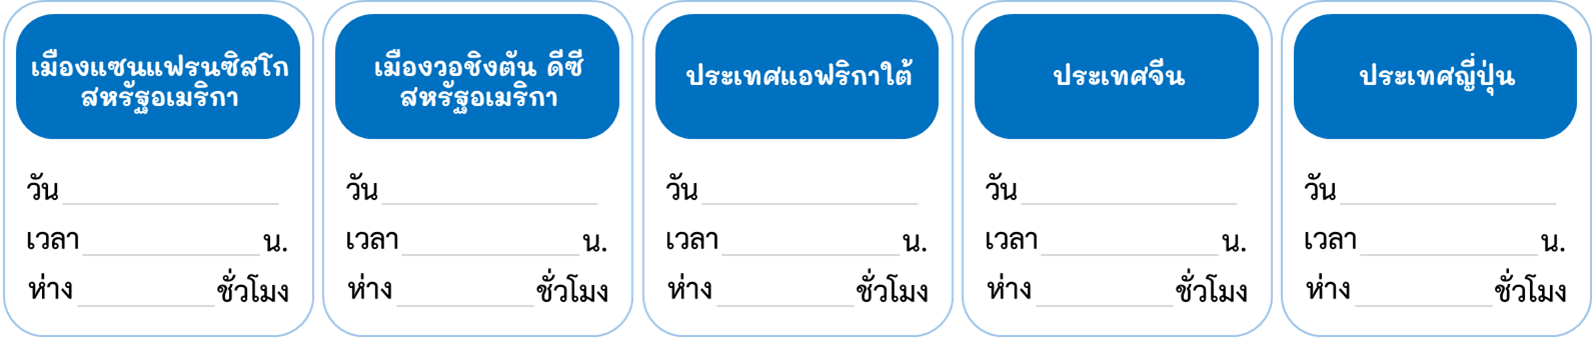 เมืองแซนแฟรนซิสโก
สหรัฐอเมริกา
วัน
เวลา น.
ห่าง ชั่วโมง
เมืองวอชิงตัน ดีซี
สหรัฐอเมริกา
วัน
เวลา น.
ห่าง ชั่วโมง
ประเทศแอฟริกาใต้
วัน
เวลา น.
ห่าง ชั่วโมง
ประเทศจีน
วัน
เวลา น.
ห่าง ชั่วโมง
ประเทศญี่ปุ่น
วัน
เวลา น.
ห่าง ชั่วโมง